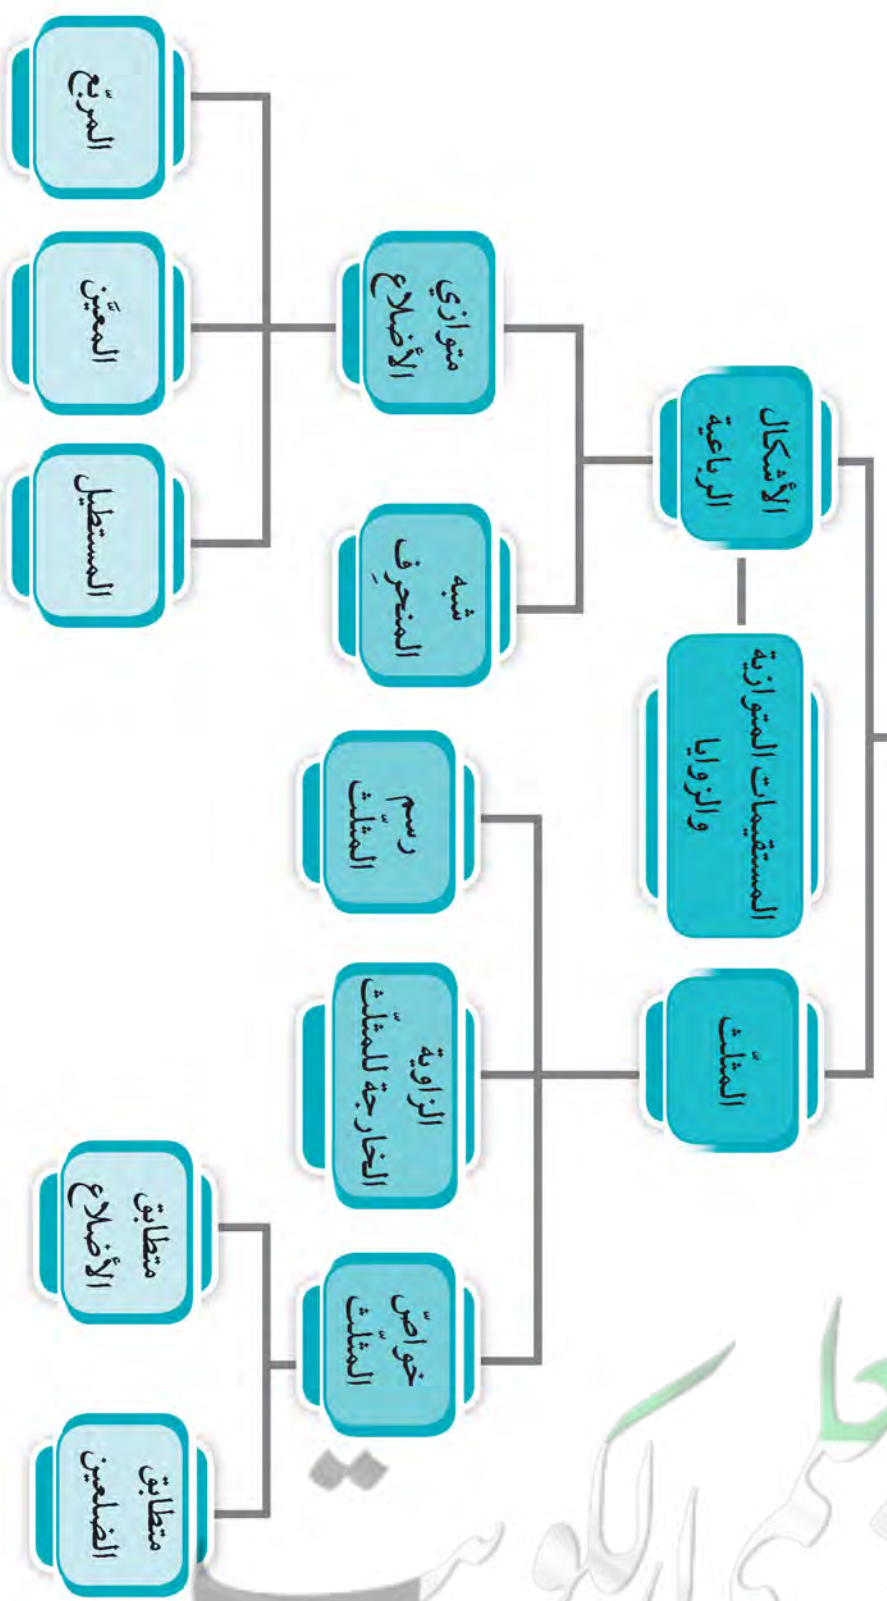 الأشكال
الرباعية
المستقيمات المتوازية
والزوايا
المثلّث
متوازي
الأضلاع
شبه
المنحرِف
رسم
المثلّث
الزاوية
الخارجة للمثلّث
خواصّ
المثلّث
المربّع
المعيَّن
المستطيل
متطابق
الأضلاع
متطابق
الضلعين